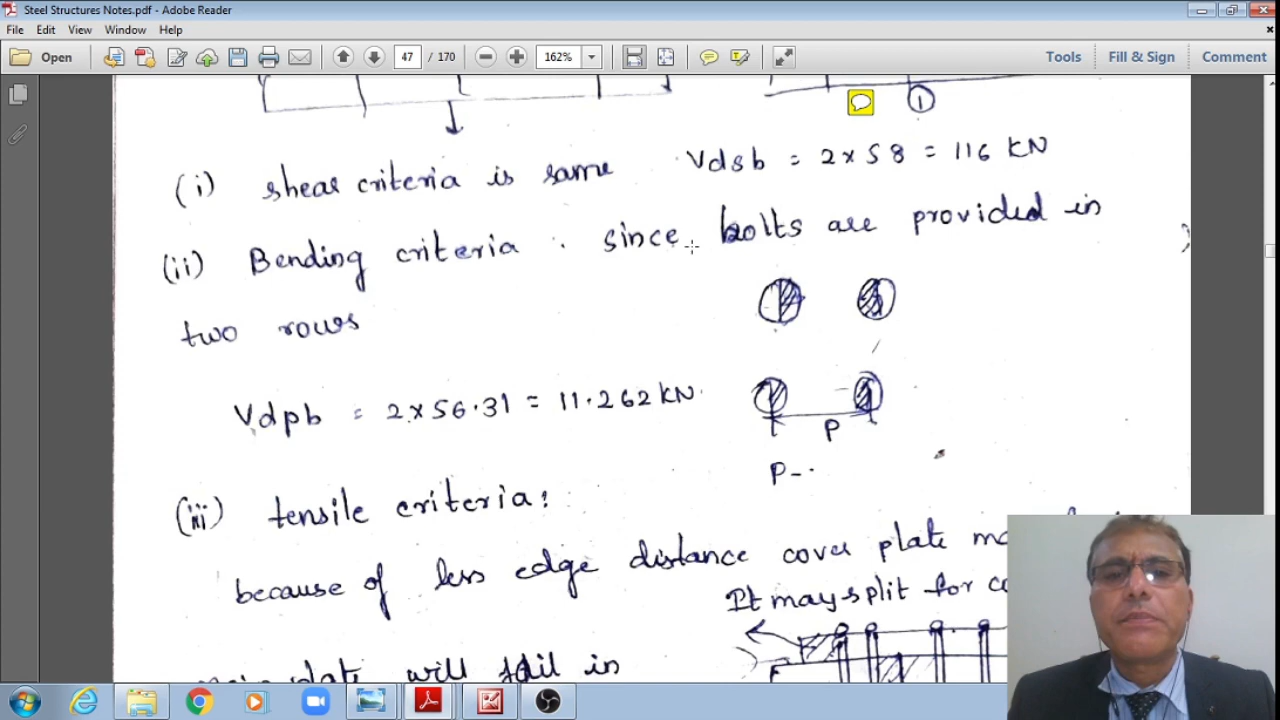 Steel Structures Notes.pdf - Adobe Reader
File Edit View Window Help
Open 47 / 170 162% Tools Fill & Sign Comment
1
(i) shear criteria is same Vdsb = 2 x 58 = 116 KN
(ii) Bending criteria : since bolts are provided in
two rows
Vdpb = 2 x 56.31 = 11.262 KN.
P
P-.
(iii) tensile criteria:
because of less edge distance cover plate
It may split for
plate will fail in